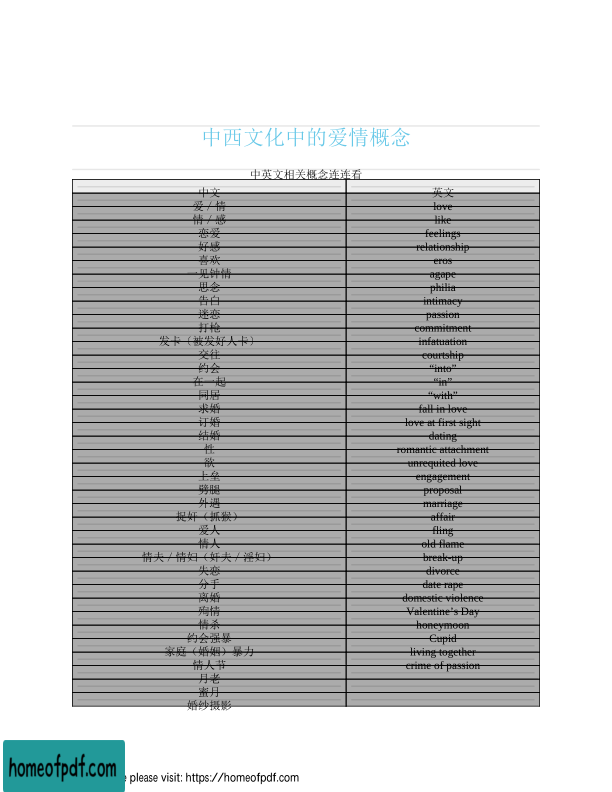 中西文化中的爱情概念
中英文相关概念连连看
中文 英文
爱／情 love
情／感 like
恋爱 feelings
好感 relationship
喜欢 eros
一见钟情 agape
思念 philia
告白 intimacy
迷恋 passion
打枪 commitment
发卡（被发好人卡） infatuation
交往 courtship
约会 “into”
在一起 “in”
同居 “with”
求婚 fall in love
订婚 love at first sight
结婚 dating
性 romantic attachment
欲 unrequited love
上垒 engagement
劈腿 proposal
外遇 marriage
捉奸（抓猴） affair
爱人 fling
情人 old flame
情夫／情妇（奸夫／淫妇） break-up
失恋 divorce
分手 date rape
离婚 domestic violence
殉情 Valentine’s Day
情杀 honeymoon
约会强暴 Cupid
家庭（婚姻）暴力 living together
情人节 crime of passion
月老
蜜月
婚纱摄影
homeofpdf.com
e please visit: https://homeofpdf.com